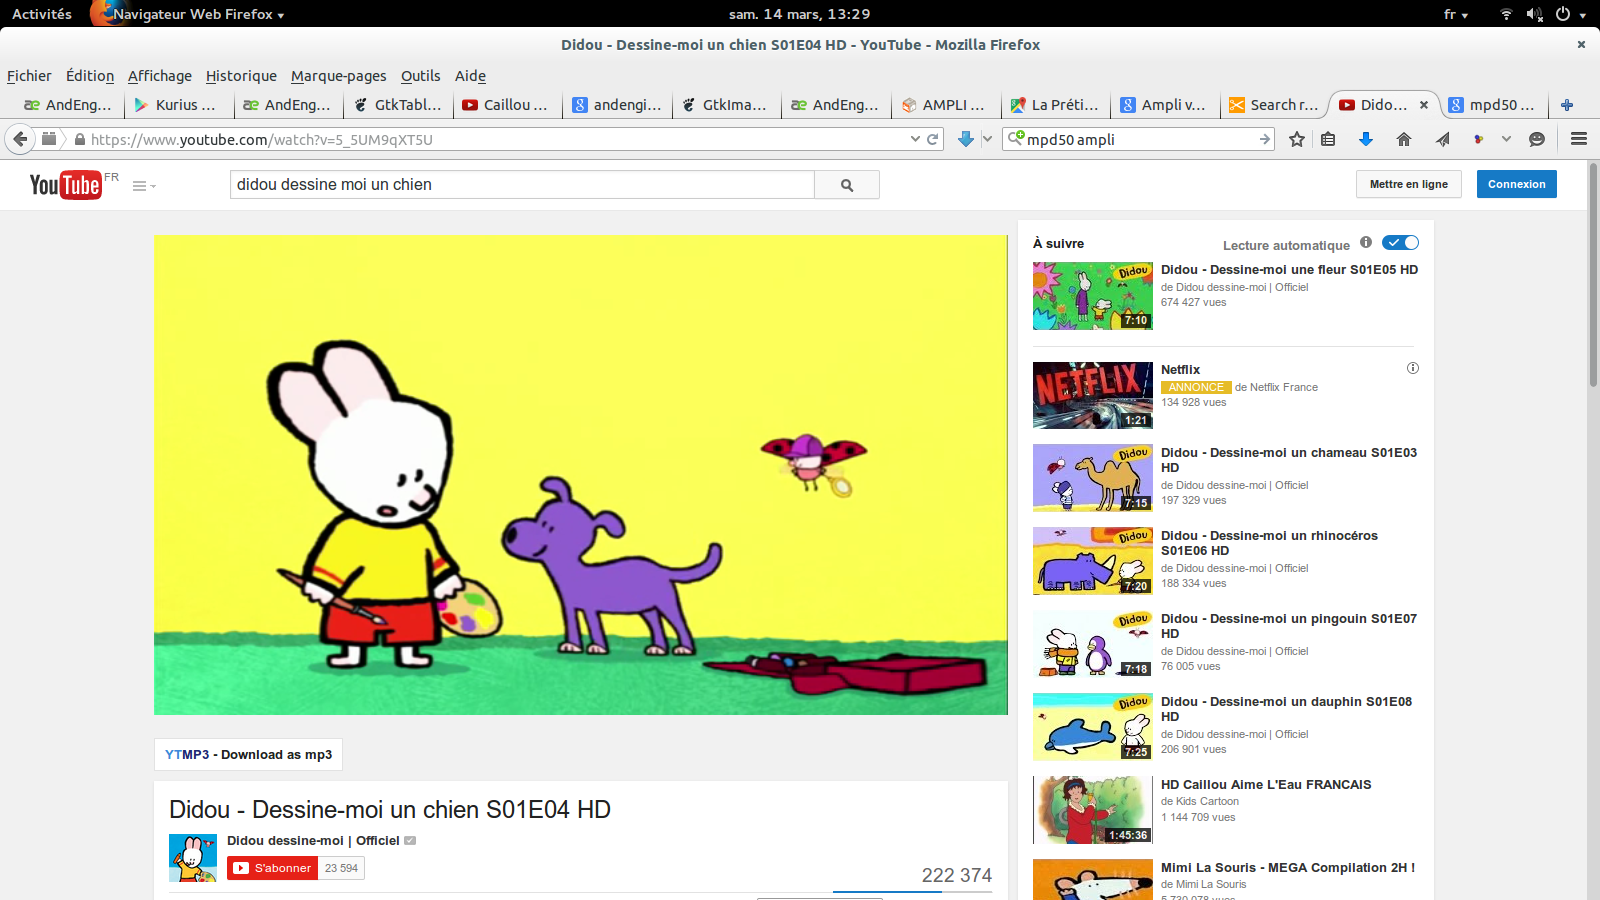 Activités
Navigateur Web Firefox
sam. 14 mars, 13:29
fr
Didou - Dessine-moi un chien S01E04 HD - YouTube - Mozilla Firefox
Fichier Édition Affichage Historique Marque-pages Outils Aide
AndEng... Kurius ... AndEng... GtkTabl... Caillou ... andengi... GtkIma... AndEng... AMPLI ... La Préti... Ampli v... Search r... Dido... mpd50 ...
https://www.youtube.com/watch?v=5_5UM9qXT5U
mpd50 ampli
YouTube FR
didou dessine moi un chien
Mettre en ligne
Connexion
YTMP3 - Download as mp3
Didou - Dessine-moi un chien S01E04 HD
Didou dessine-moi | Officiel
S'abonner 23 594
222 374
À suivre
Lecture automatique
Didou
7:10
Didou - Dessine-moi une fleur S01E05 HD
de Didou dessine-moi | Officiel
674 427 vues
NETFLIX
1:21
Netflix
ANNONCE de Netflix France
134 928 vues
Didou
7:15
Didou - Dessine-moi un chameau S01E03
HD
de Didou dessine-moi | Officiel
197 329 vues
Didou
7:20
Didou - Dessine-moi un rhinocéros
S01E06 HD
de Didou dessine-moi | Officiel
188 334 vues
Didou
7:18
Didou - Dessine-moi un pingouin S01E07
HD
de Didou dessine-moi | Officiel
76 005 vues
Didou
7:25
Didou - Dessine-moi un dauphin S01E08
HD
de Didou dessine-moi | Officiel
206 901 vues
1:45:36
HD Caillou Aime L'Eau FRANCAIS
de Kids Cartoon
1 144 709 vues
Mimi La Souris - MEGA Compilation 2H !
de Mimi La Souris
5 730 078 vues